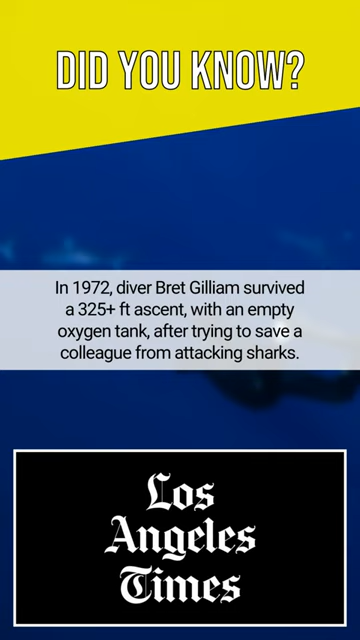 DID YOU KNOW?
In 1972, diver Bret Gilliam survived
a 325+ ft ascent, with an empty
oxygen tank, after trying to save a
colleague from attacking sharks.
Los
Angeles
Times